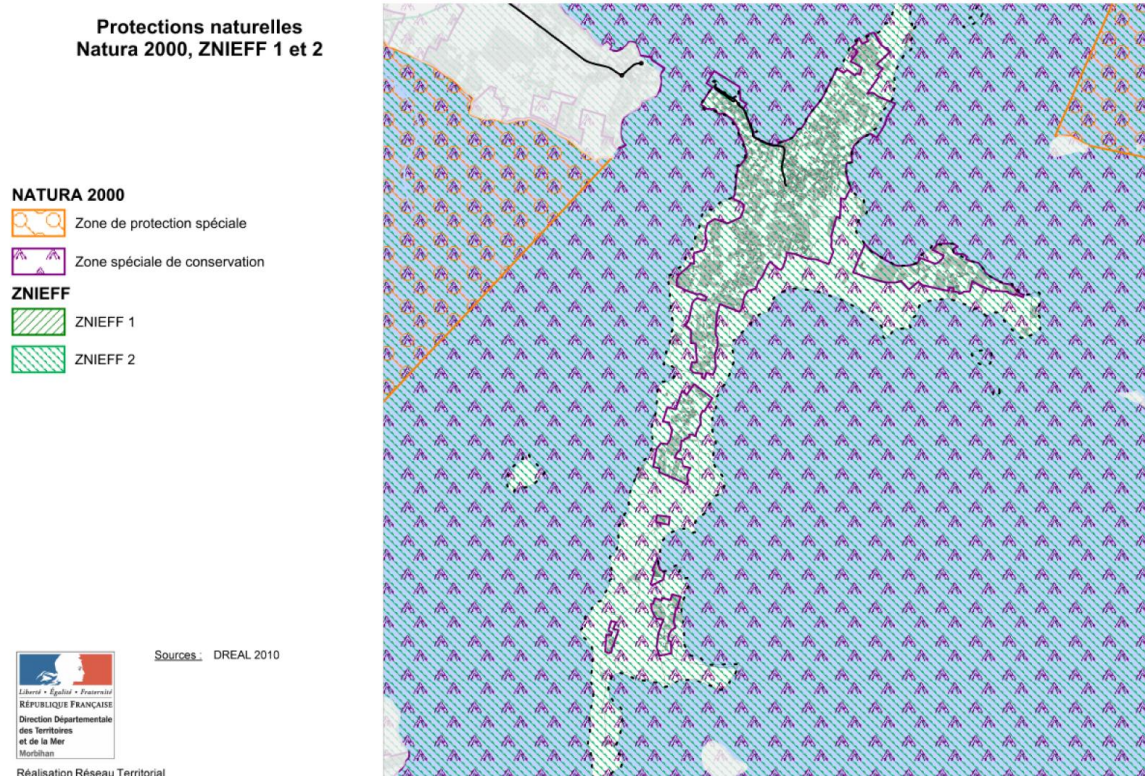 Protections naturelles
Natura 2000, ZNIEFF 1 et 2
NATURA 2000
Zone de protection spéciale
Zone spéciale de conservation
ZNIEFF
ZNIEFF 1
ZNIEFF 2
Sources : DREAL 2010
Liberté • Égalité • Fraternité
RÉPUBLIQUE FRANÇAISE
Direction Départementale
des Territoires
et de la Mer
Morbihan
Réalisation Réseau Territorial